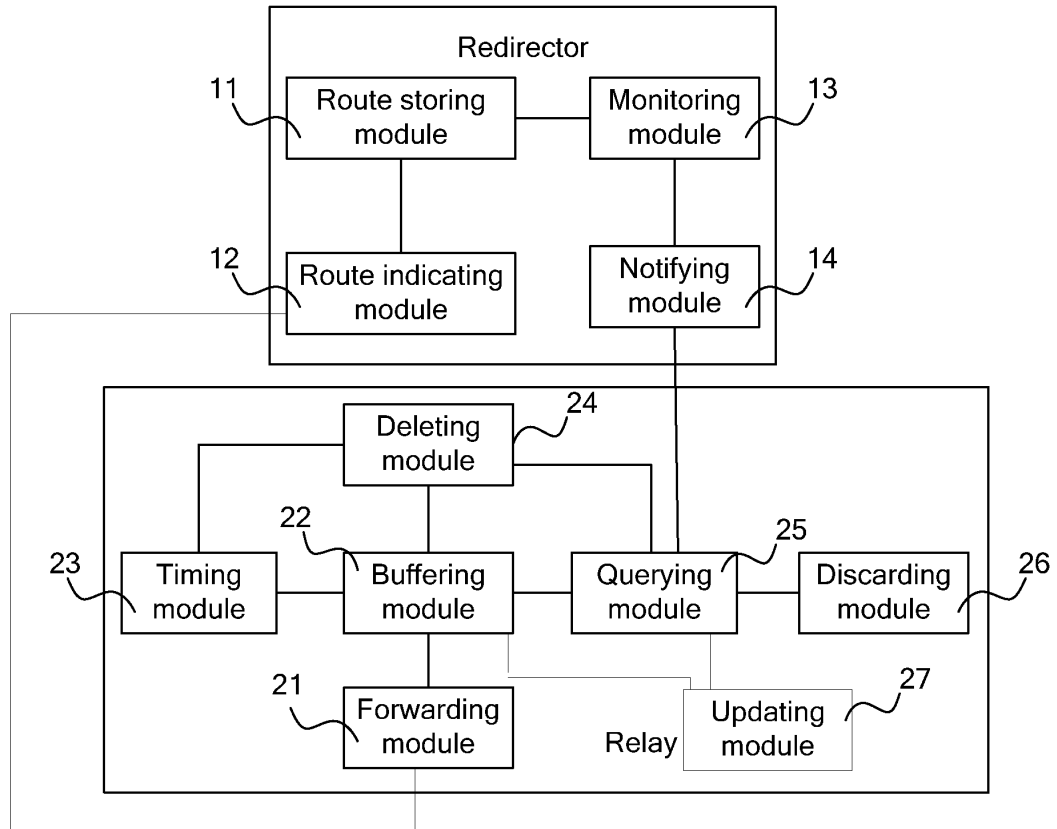 Redirector
11
Route storing
module
Monitoring
module
13
12
Route indicating
module
Notifying
module
14
Deleting
module
24
23
Timing
module
22
Buffering
module
Querying
module
25
Discarding
module
26
21
Forwarding
module
Relay
Updating
module
27